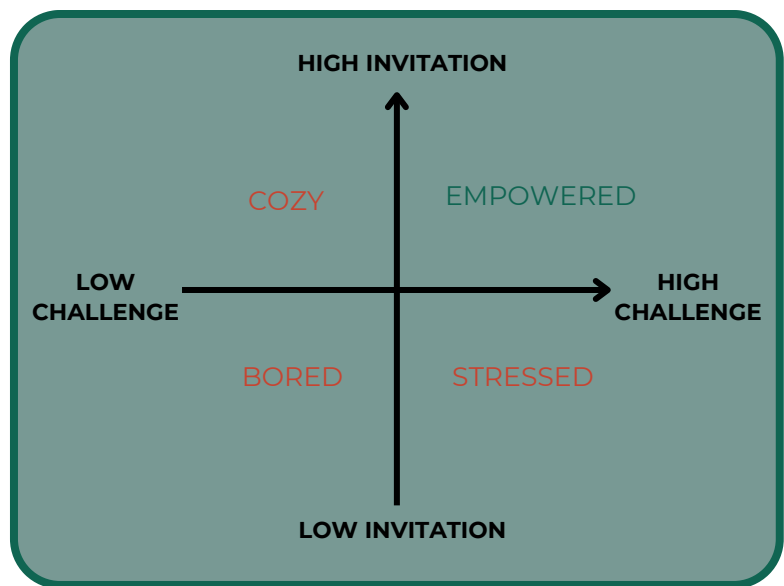 HIGH INVITATION
COZY
EMPOWERED
LOW
CHALLENGE
HIGH
CHALLENGE
BORED
STRESSED
LOW INVITATION